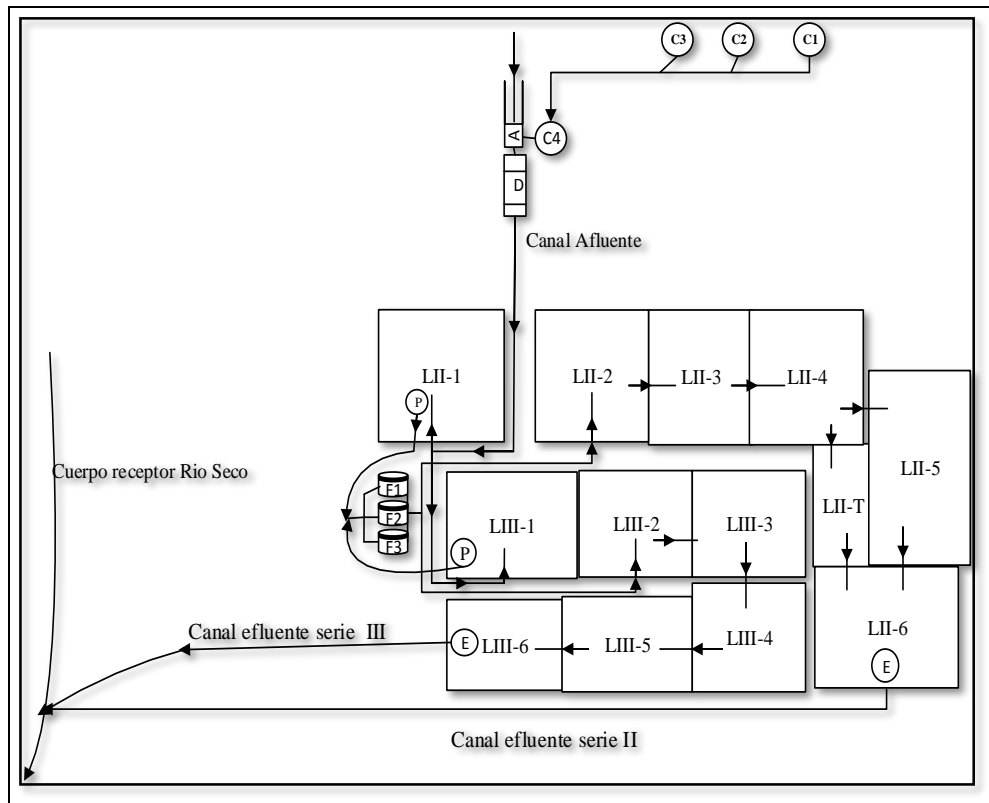 C3
C2
C1
A
C4
D
Canal Afluente
LII-1
LII-2
LII-3
LII-4
P
LII-5
Cuerpo receptor Rio Seco
F1
F2
F3
LII-T
LIII-1
LIII-2
LIII-3
P
Canal efluente serie III
E
LIII-6
LIII-5
LIII-4
LII-6
E
Canal efluente serie II